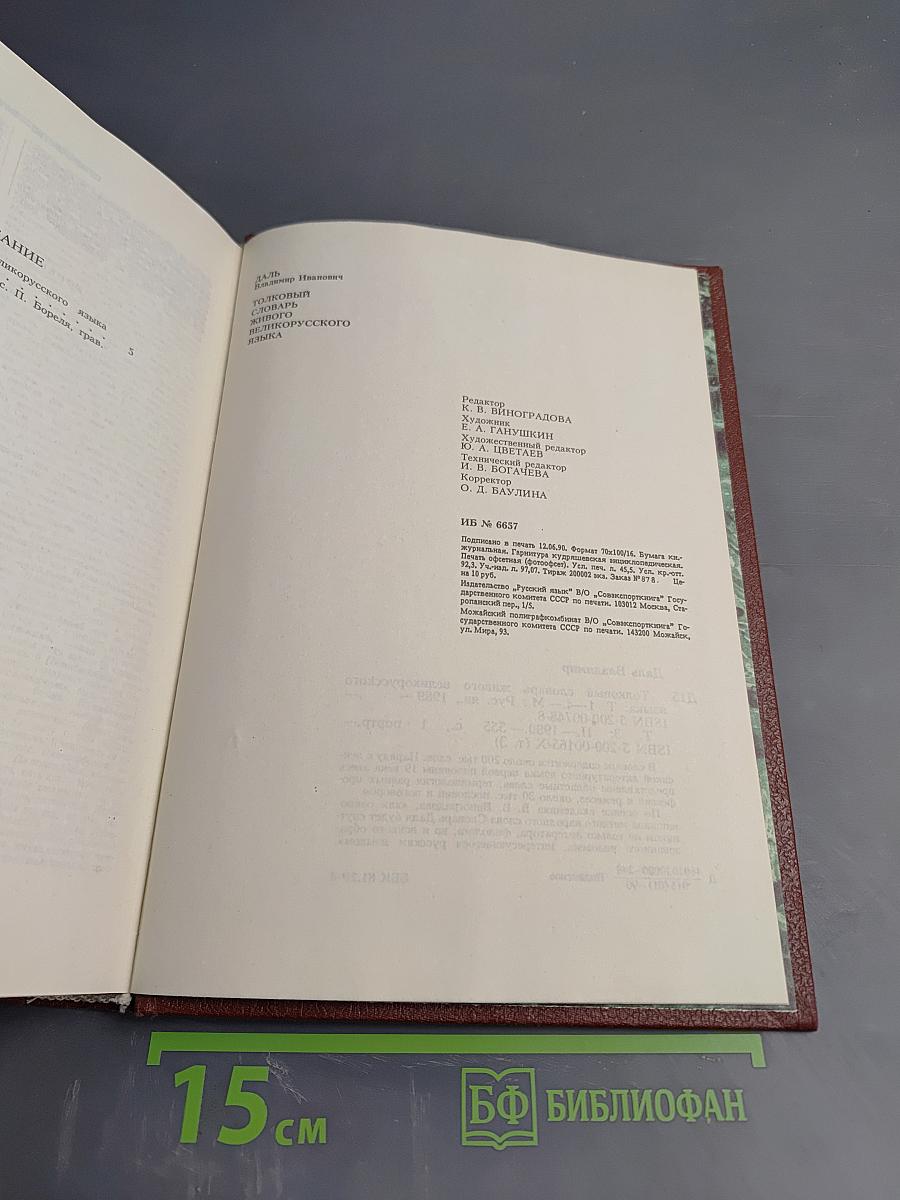 АНИЕ
ликорусского языка
с. П. Бореля, грав.
5
ДАЛЬ
Владимир Иванович
ТОЛКОВЫЙ
СЛОВАРЬ
ЖИВОГО
ВЕЛИКОРУССКОГО
ЯЗЫКА
Редактор
К. В. ВИНОГРАДОВА
Художник
Е. А. ГАНУШКИН
Художественный редактор
Ю. А. ЦВЕТАЕВ
Технический редактор
И. В. БОГАЧЕВА
Корректор
О. Д. БАУЛИНА
ИБ № 6657
Подписано в печать 12.06.90. Формат 70х100/16. Бумага кн.-
журнальная. Гарнитура кудряшевская энциклопедическая.
Печать офсетная (фотоофсет). Усл. печ. л. 45,5. Усл. кр.-отт.
92,3. Уч.-изд. л. 97,07. Тираж 200002 экз. Заказ № 878. Це-
на 10 руб.
Издательство „Русский язык" В/О „Совэкспорткнига" Госу-
дарственного комитета СССР по печати. 103012 Москва, Ста-
ропанский пер., 1/5.
Можайский полиграфкомбинат В/О „Совэкспорткнига" Го-
сударственного комитета СССР по печати. 143200 Можайск,
ул. Мира, 93.
15 см
БФ БИБЛИОФАН